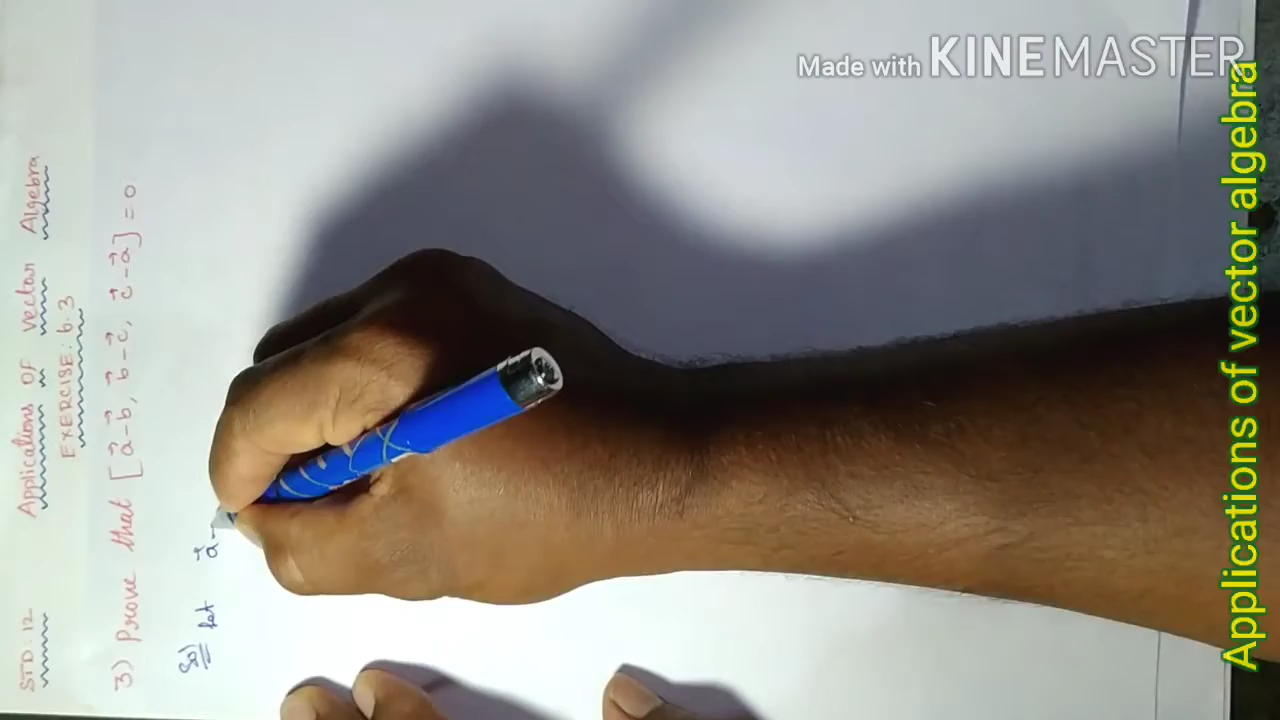 STD: 12 Applications OF vector Algebra
EXERCISE: 6.3
3) Prove that [a⃗-b⃗, b⃗-c⃗, c⃗-a⃗] = 0
Sol
Let a⃗-
Made with KINEMASTER
Applications of vector algebra